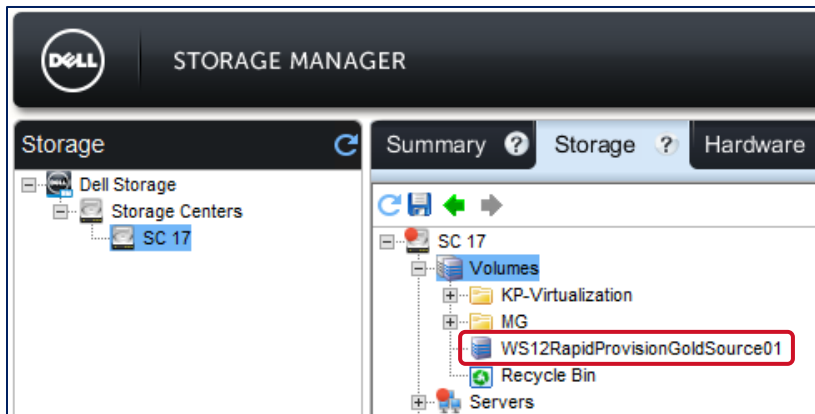 DELL STORAGE MANAGER
Storage Summary ? Storage ? Hardware
Dell Storage
Storage Centers
SC 17
SC 17
Volumes
KP-Virtualization
MG
WS12RapidProvisionGoldSource01
Recycle Bin
Servers